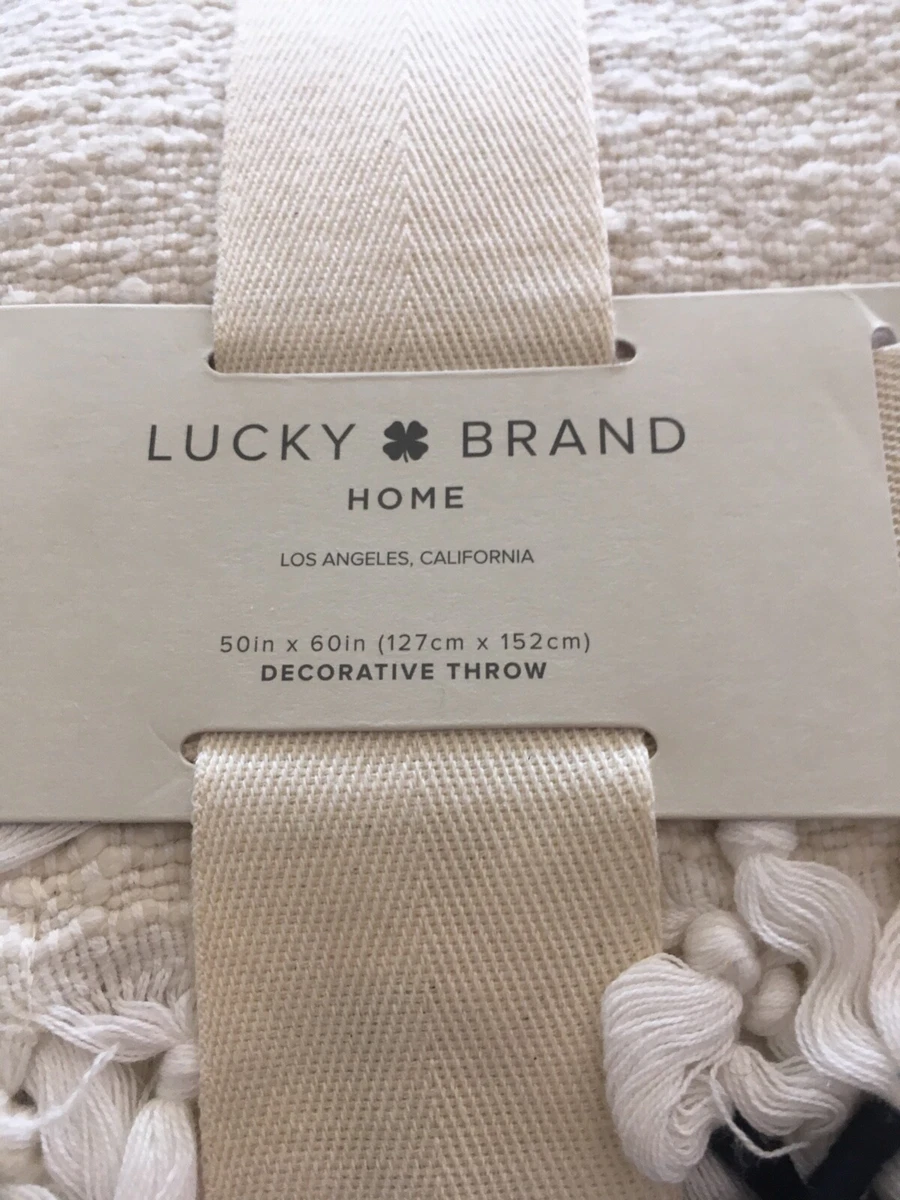 LUCKY BRAND
HOME
LOS ANGELES, CALIFORNIA
50in x 60in (127cm x 152cm)
DECORATIVE THROW